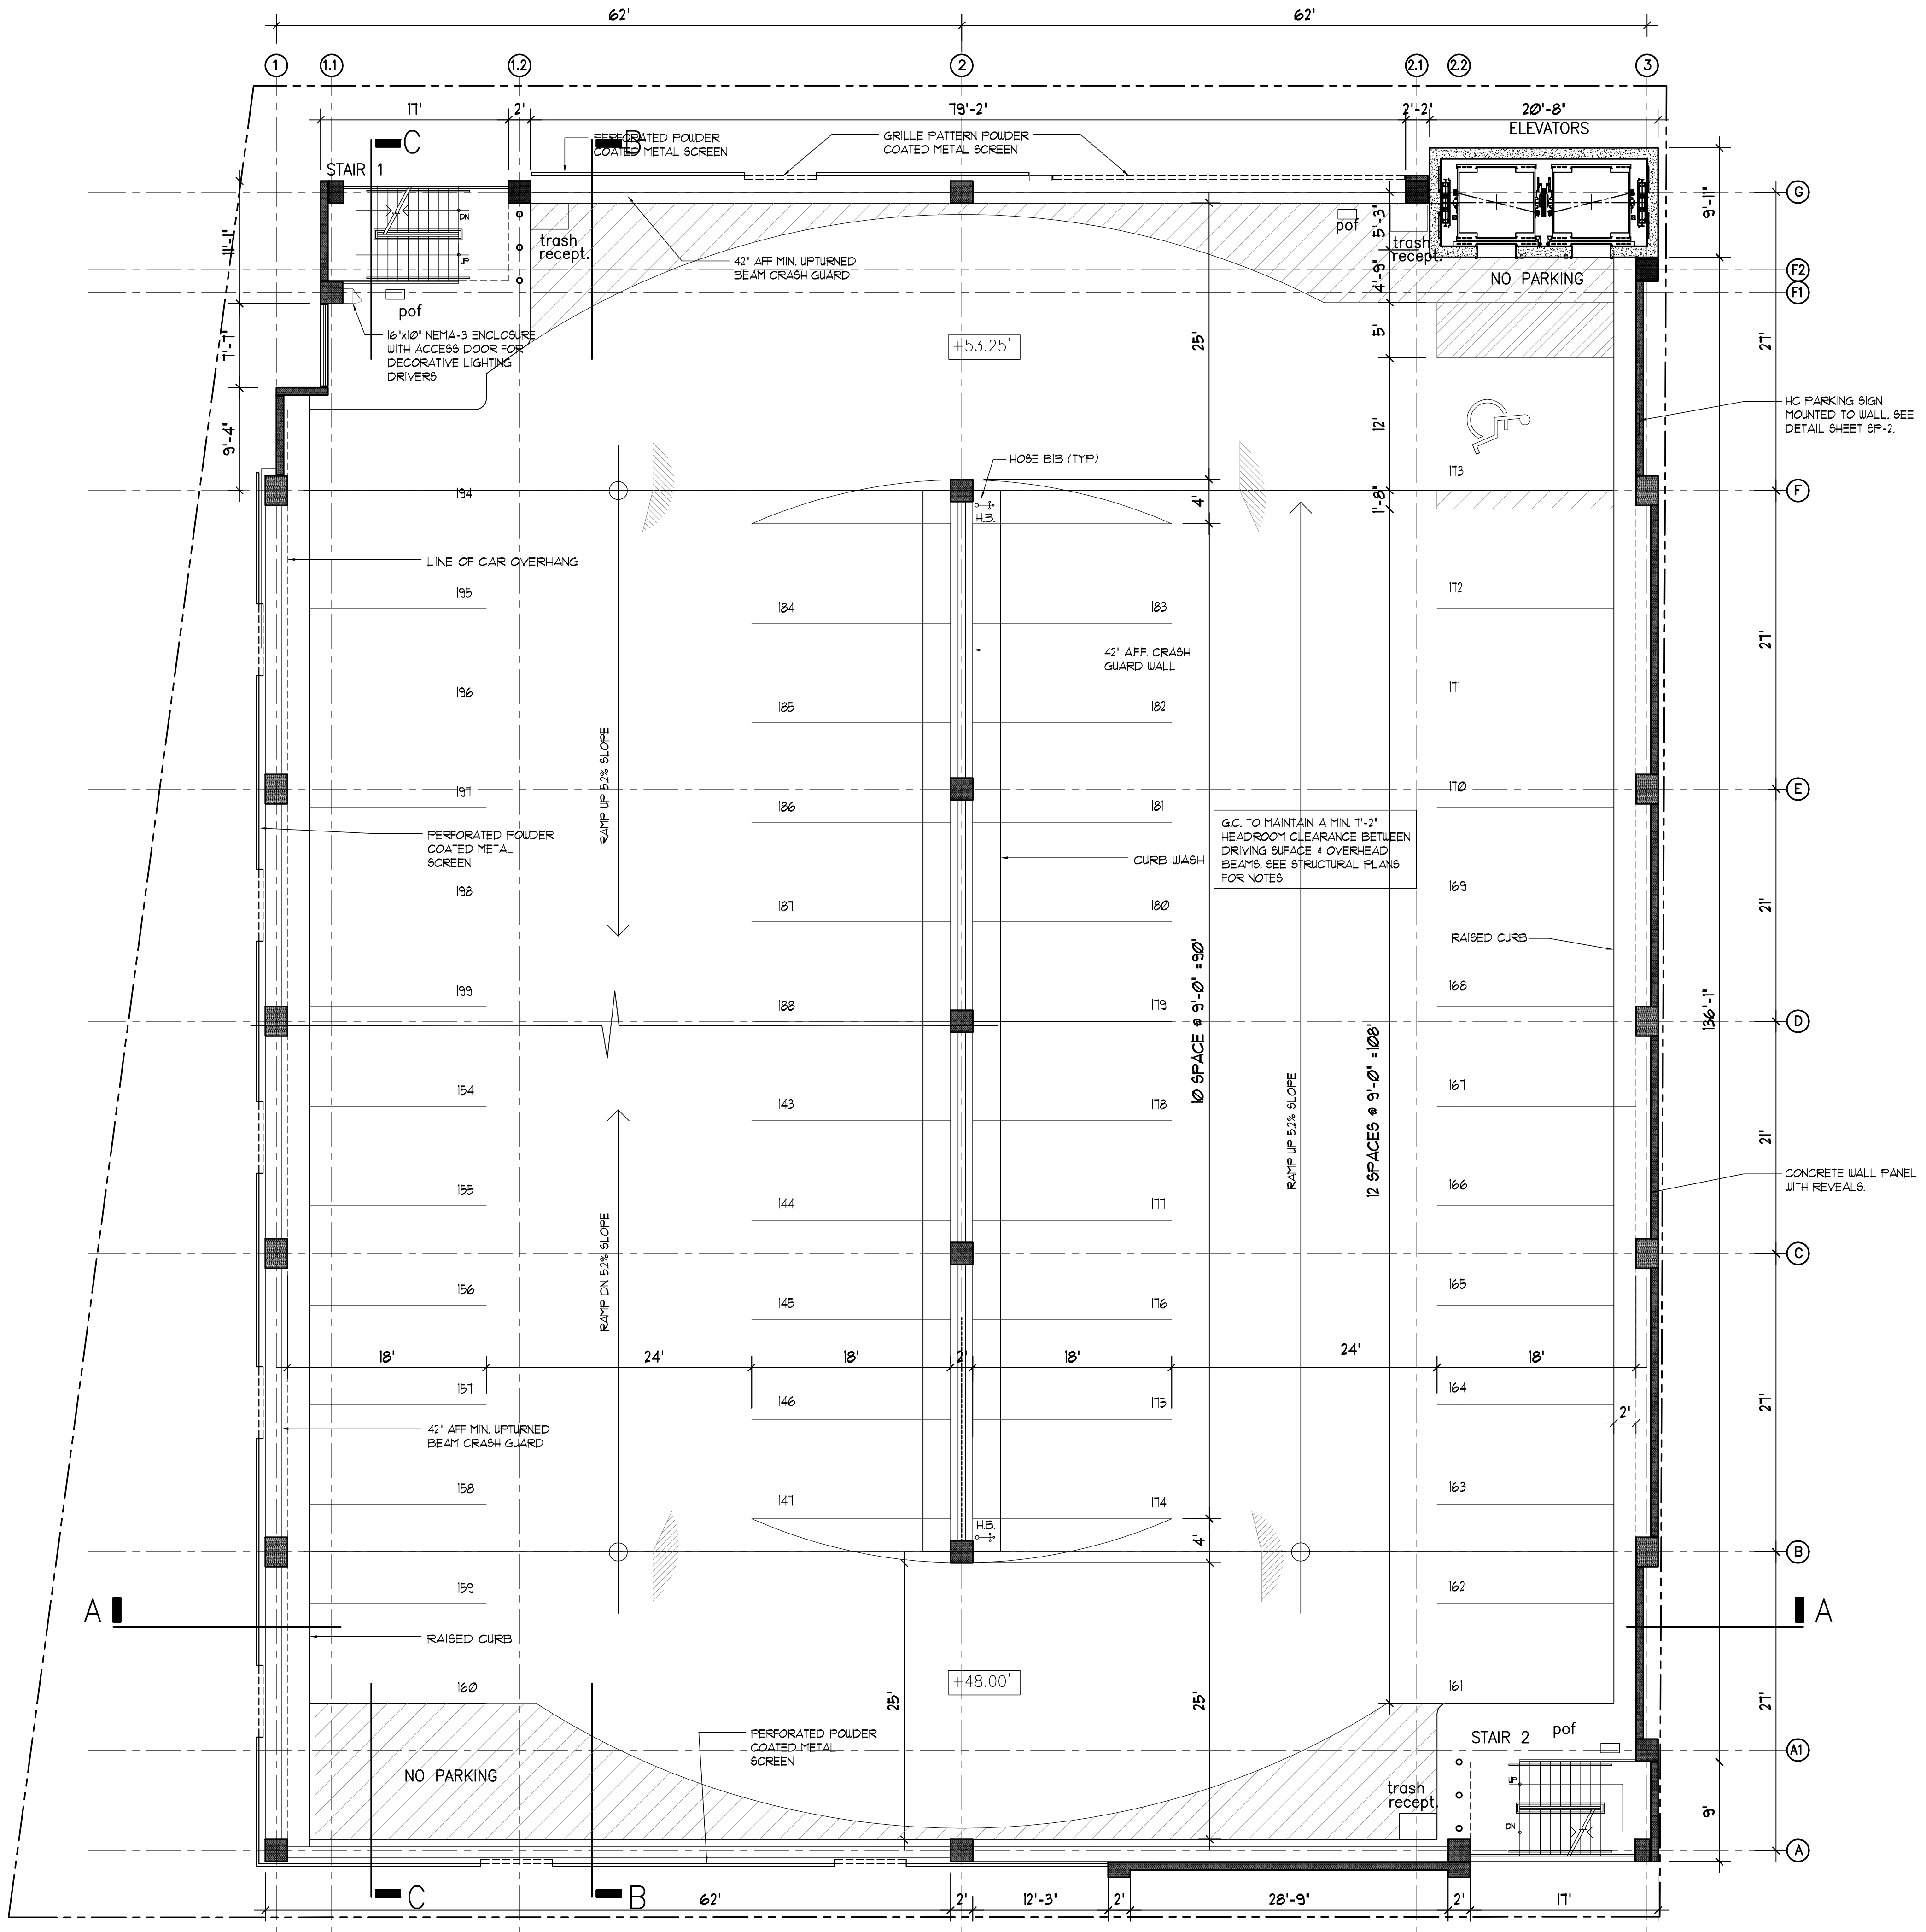 62'
62'
1
1.1
1.2
2
2.1
2.2
3
17'
2'
79'-2"
2'-2"
20'-8"
ELEVATORS
C
B
PERFORATED POWDER
COATED METAL SCREEN
GRILLE PATTERN POWDER
COATED METAL SCREEN
STAIR 1
DN
UP
trash
recept.
pof
pof
trash
recept.
5'-3"
4'-9"
9'-11"
G
11'-1"
42" AFF MIN. UPTURNED
BEAM CRASH GUARD
NO PARKING
F2
F1
16"x10" NEMA-3 ENCLOSURE
WITH ACCESS DOOR FOR
DECORATIVE LIGHTING
DRIVERS
7'-7"
+53.25'
25'
5'
27'
9'-4"
12'
HC PARKING SIGN
MOUNTED TO WALL. SEE
DETAIL SHEET SP-2.
HOSE BIB (TYP)
173
194
H.B.
4'
1'-8"
F
LINE OF CAR OVERHANG
195
184
183
172
42" A.F.F. CRASH
GUARD WALL
27'
196
185
182
171
RAMP UP 5.2% SLOPE
197
186
181
170
E
PERFORATED POWDER
COATED METAL
SCREEN
CURB WASH
G.C. TO MAINTAIN A MIN. 7'-2"
HEADROOM CLEARANCE BETWEEN
DRIVING SUFACE & OVERHEAD
BEAMS. SEE STRUCTURAL PLANS
FOR NOTES
198
187
180
169
21'
RAISED CURB
199
188
179
168
10 SPACE @ 9'-0" =90'
136'-1"
D
154
143
178
167
RAMP UP 5.2% SLOPE
12 SPACES @ 9'-0" =108'
21'
CONCRETE WALL PANEL
WITH REVEALS.
155
144
177
166
RAMP DN 5.2% SLOPE
C
156
145
176
165
18'
24'
18'
2'
18'
24'
18'
157
146
175
164
2'
27'
42" AFF MIN. UPTURNED
BEAM CRASH GUARD
158
147
174
163
H.B.
4'
B
159
162
A
A
RAISED CURB
+48.00'
160
161
25'
25'
27'
PERFORATED POWDER
COATED METAL
SCREEN
STAIR 2
pof
A1
NO PARKING
trash
recept.
UP
DN
9'
A
C
B
62'
2'
12'-3"
2'
28'-9"
2'
17'